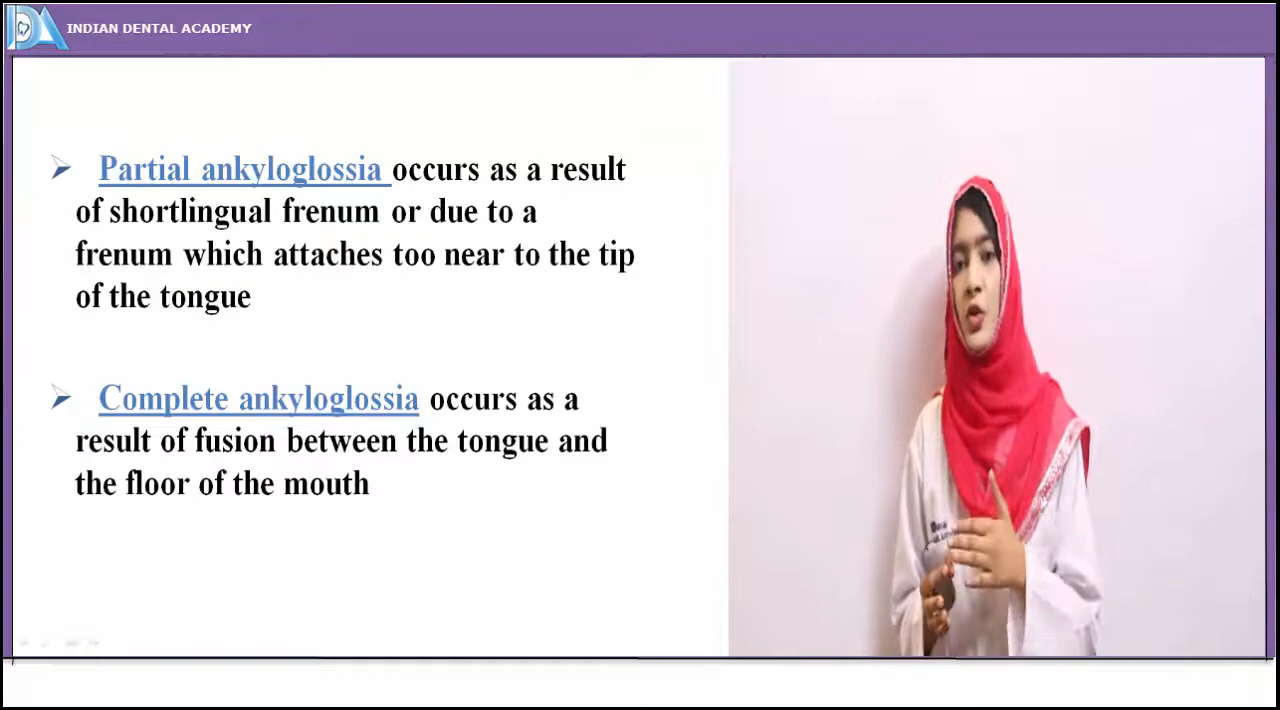 INDIAN DENTAL ACADEMY
Partial ankyloglossia occurs as a result
of shortlingual frenum or due to a
frenum which attaches too near to the tip
of the tongue
Complete ankyloglossia occurs as a
result of fusion between the tongue and
the floor of the mouth